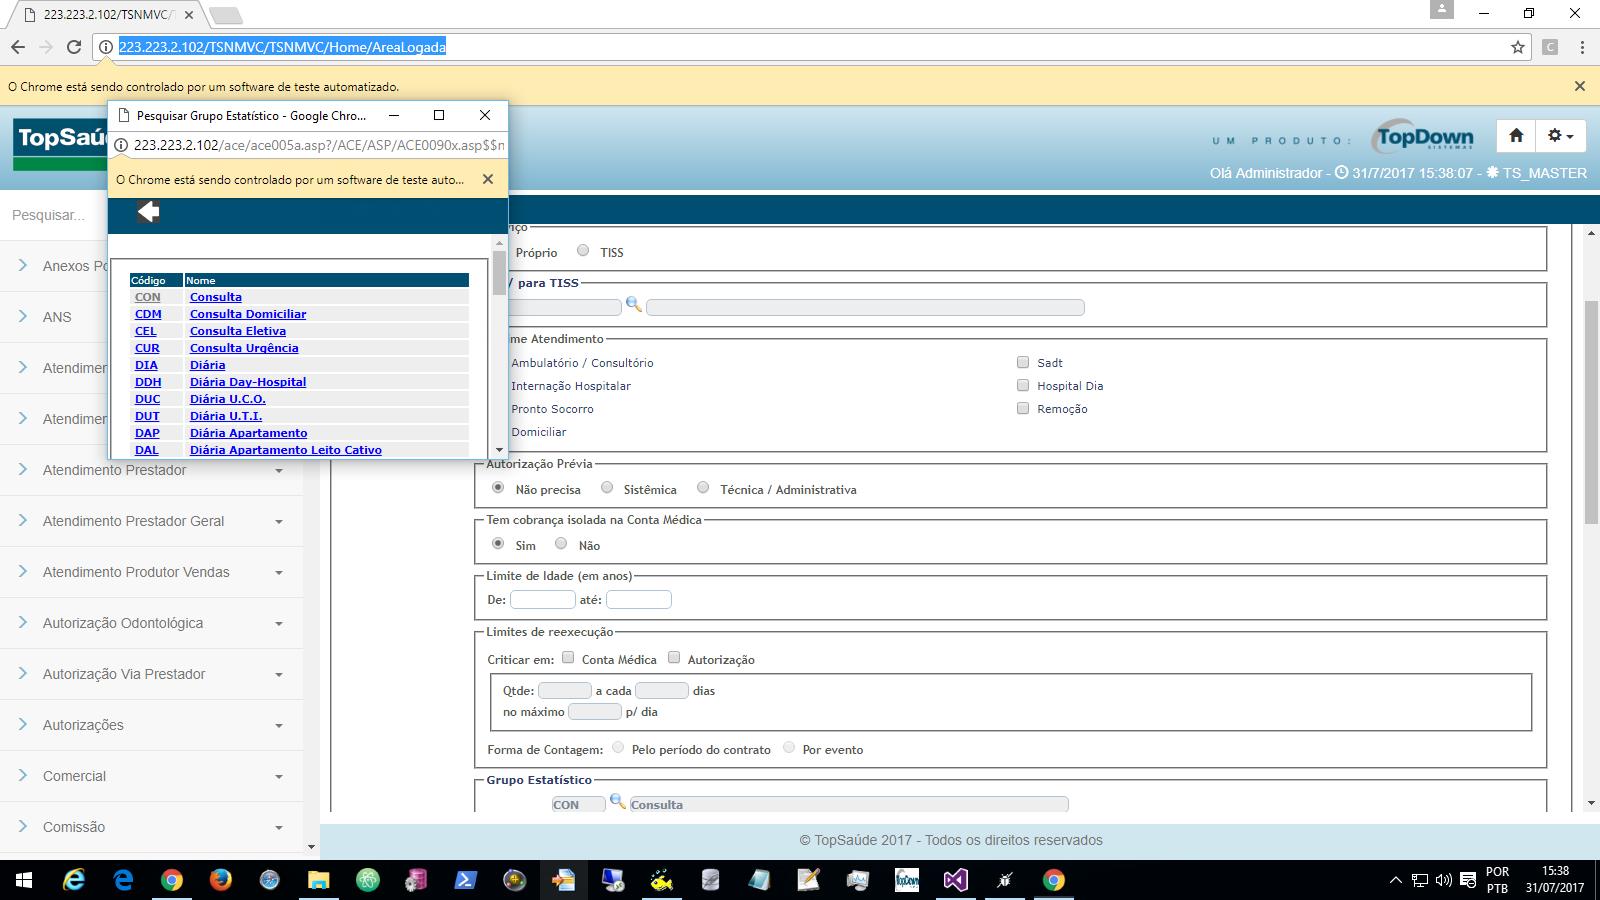 223.223.2.102/TSNMVC/T
223.223.2.102/TSNMVC/TSNMVC/Home/AreaLogada
C
O Chrome está sendo controlado por um software de teste automatizado.
TopSaúd
UM PRODUTO:
TopDown
SISTEMAS
Olá Administrador - 31/7/2017 15:38:07 - TS_MASTER
Pesquisar Grupo Estatístico - Google Chro...
223.223.2.102/ace/ace005a.asp?/ACE/ASP/ACE0090x.asp$$n
O Chrome está sendo controlado por um software de teste auto...
Código Nome
CON Consulta
CDM Consulta Domiciliar
CEL Consulta Eletiva
CUR Consulta Urgência
DIA Diária
DDH Diária Day-Hospital
DUC Diária U.C.O.
DUT Diária U.T.I.
DAP Diária Apartamento
DAL Diária Apartamento Leito Cativo
Pesquisar...
Anexos Po
ANS
Atendimer
Atendimer
Atendimento Prestador
Atendimento Prestador Geral
Atendimento Produtor Vendas
Autorização Odontológica
Autorização Via Prestador
Autorizações
Comercial
Comissão
viço
Próprio TISS
/ para TISS
me Atendimento
Ambulatório / Consultório Sadt
Internação Hospitalar Hospital Dia
Pronto Socorro Remoção
Domiciliar
Autorização Prévia
Não precisa Sistêmica Técnica / Administrativa
Tem cobrança isolada na Conta Médica
Sim Não
Limite de Idade (em anos)
De: até:
Limites de reexecução
Criticar em: Conta Médica Autorização
Qtde: a cada dias
no máximo p/ dia
Forma de Contagem: Pelo período do contrato Por evento
Grupo Estatístico
CON Consulta
© TopSaúde 2017 - Todos os direitos reservados
TopDown
POR
PTB
15:38
31/07/2017